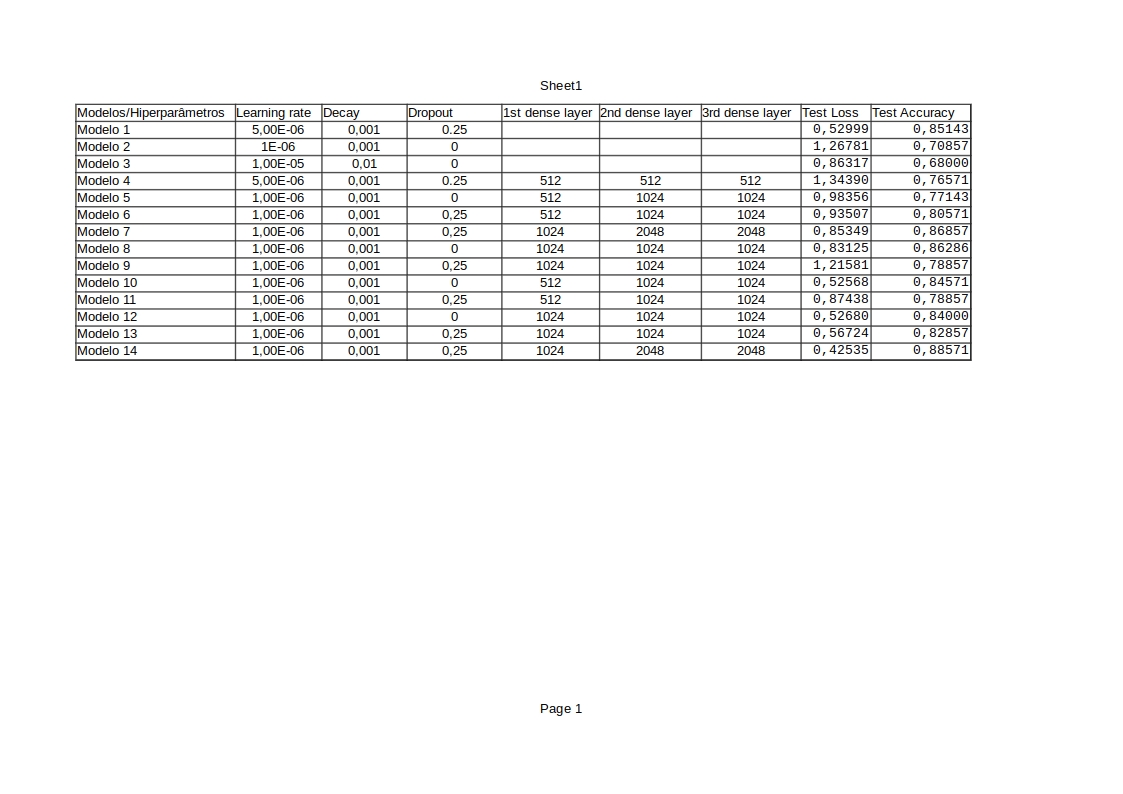 Sheet1
Modelos/Hiperparâmetros Learning rate Decay Dropout 1st dense layer 2nd dense layer 3rd dense layer Test Loss Test Accuracy
Modelo 1 5,00E-06 0,001 0.25 0,52999 0,85143
Modelo 2 1E-06 0,001 0 1,26781 0,70857
Modelo 3 1,00E-05 0,01 0 0,86317 0,68000
Modelo 4 5,00E-06 0,001 0.25 512 512 512 1,34390 0,76571
Modelo 5 1,00E-06 0,001 0 512 1024 1024 0,98356 0,77143
Modelo 6 1,00E-06 0,001 0,25 512 1024 1024 0,93507 0,80571
Modelo 7 1,00E-06 0,001 0,25 1024 2048 2048 0,85349 0,86857
Modelo 8 1,00E-06 0,001 0 1024 1024 1024 0,83125 0,86286
Modelo 9 1,00E-06 0,001 0,25 1024 1024 1024 1,21581 0,78857
Modelo 10 1,00E-06 0,001 0 512 1024 1024 0,52568 0,84571
Modelo 11 1,00E-06 0,001 0,25 512 1024 1024 0,87438 0,78857
Modelo 12 1,00E-06 0,001 0 1024 1024 1024 0,52680 0,84000
Modelo 13 1,00E-06 0,001 0,25 1024 1024 1024 0,56724 0,82857
Modelo 14 1,00E-06 0,001 0,25 1024 2048 2048 0,42535 0,88571
Page 1